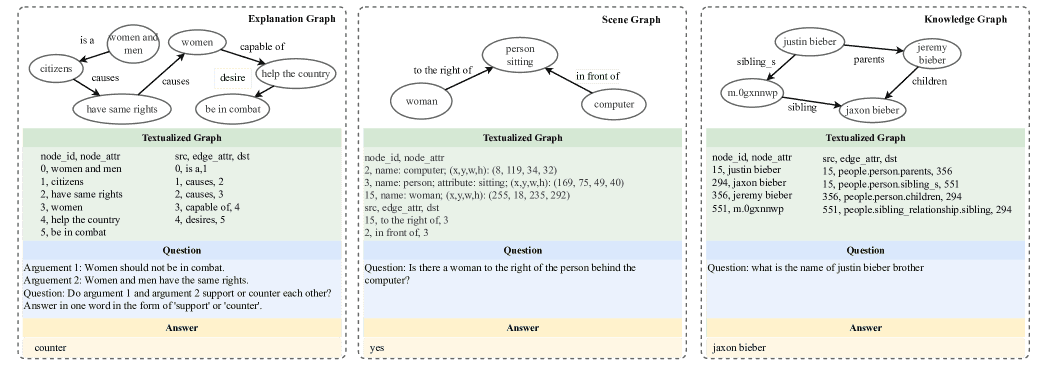 Explanation Graph
is a
women and
men
women
capable of
citizens
causes
causes
desire
help the country
have same rights
be in combat
Textualized Graph
node_id, node_attr
0, women and men
1, citizens
2, have same rights
3, women
4, help the country
5, be in combat
src, edge_attr, dst
0, is a,1
1, causes, 2
2, causes, 3
3, capable of, 4
4, desires, 5
Question
Arguement 1: Women should not be in combat.
Arguement 2: Women and men have the same rights.
Question: Do argument 1 and argument 2 support or counter each other?
Answer in one word in the form of 'support' or 'counter'.
Answer
counter
Scene Graph
person
sitting
to the right of
in front of
woman
computer
Textualized Graph
node_id, node_attr
2, name: computer; (x,y,w,h): (8, 119, 34, 32)
3, name: person; attribute: sitting; (x,y,w,h): (169, 75, 49, 40)
15, name: woman; (x,y,w,h): (255, 18, 235, 292)
src, edge_attr, dst
15, to the right of, 3
2, in front of, 3
Question
Question: Is there a woman to the right of the person behind the
computer?
Answer
yes
Knowledge Graph
justin bieber
jeremy
bieber
sibling_s
parents
m.0gxnnwp
children
sibling
jaxon bieber
Textualized Graph
node_id, node_attr
15, justin bieber
294, jaxon bieber
356, jeremy bieber
551, m.0gxnnwp
src, edge_attr, dst
15, people.person.parents, 356
15, people.person.sibling_s, 551
356, people.person.children, 294
551, people.sibling_relationship.sibling, 294
Question
Question: what is the name of justin bieber brother
Answer
jaxon bieber